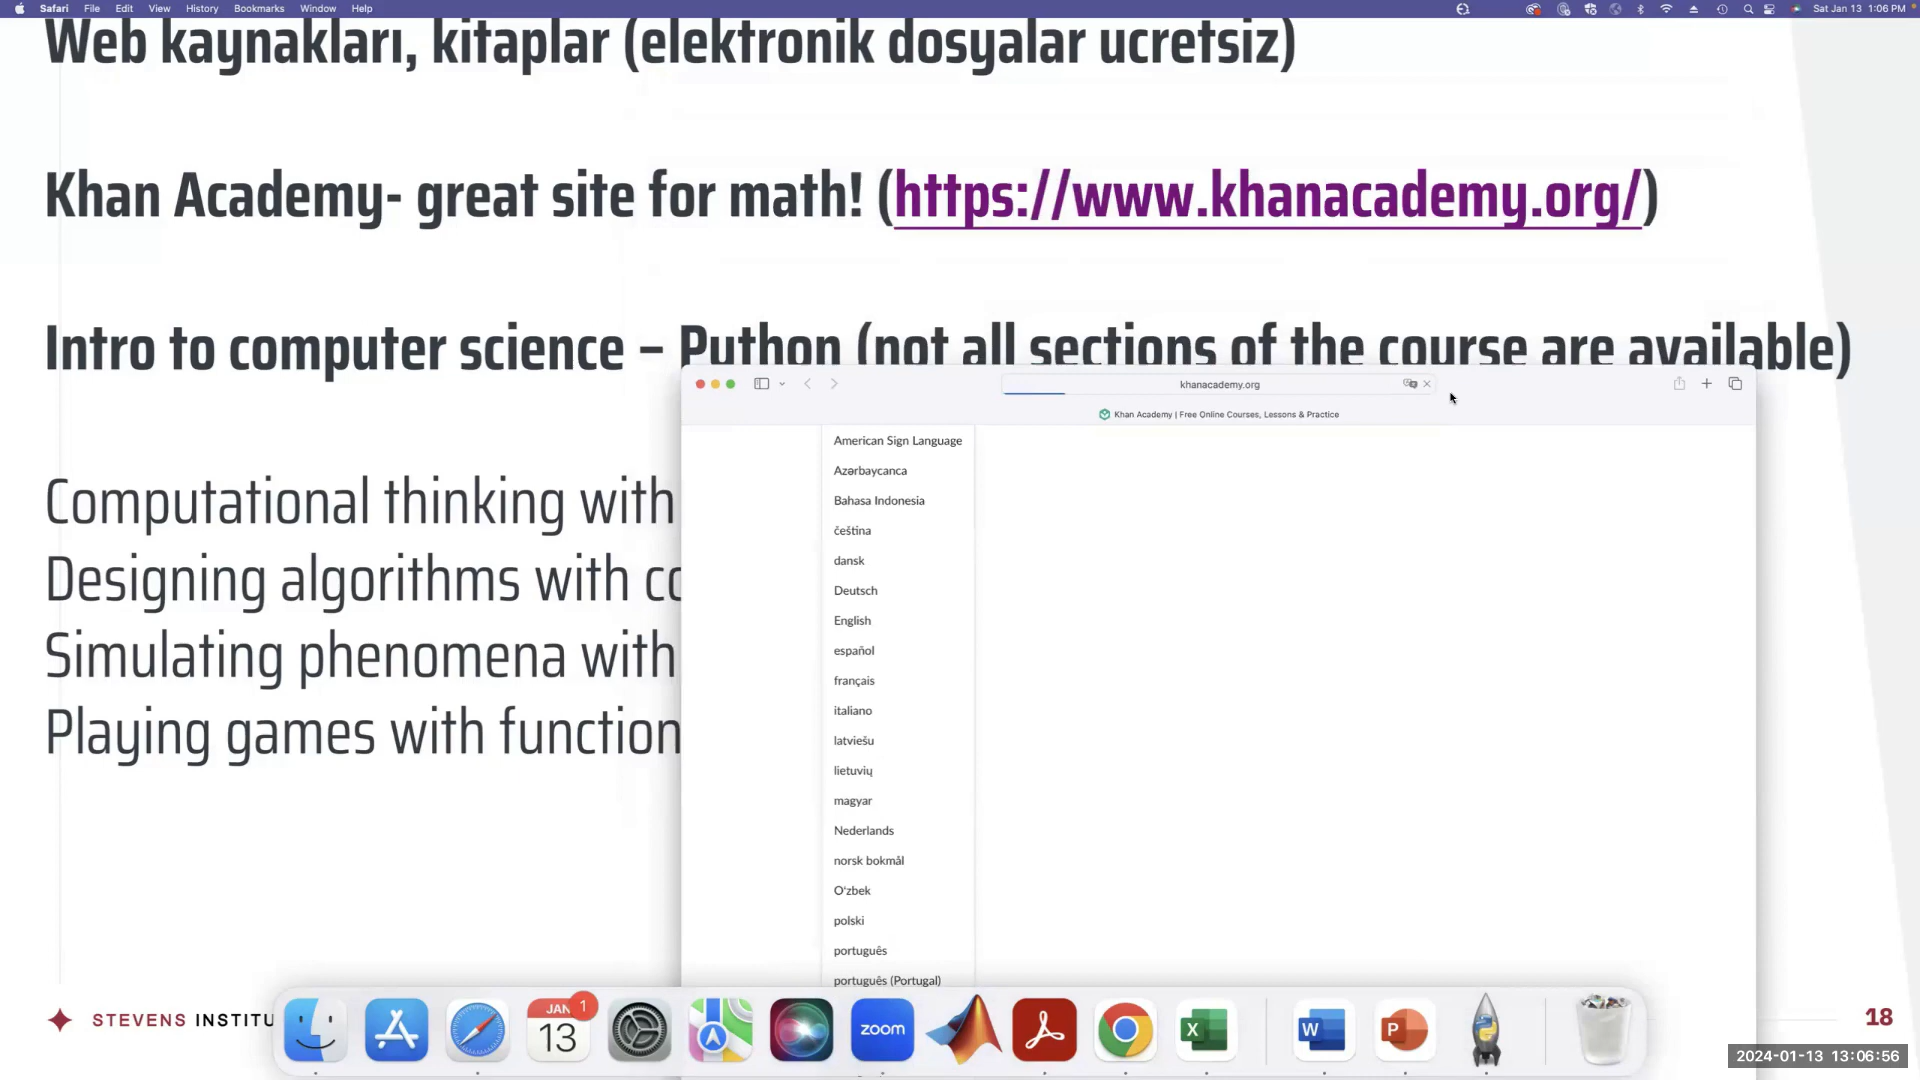 Safari File Edit View History Bookmarks Window Help
Sat Jan 13 1:06 PM
Web kaynakları, kitaplar (elektronik dosyalar ucretsiz)
Khan Academy- great site for math! (https://www.khanacademy.org/)
Intro to computer science – Python (not all sections of the course are available)
khanacademy.org
Khan Academy | Free Online Courses, Lessons & Practice
Computational thinking with
Designing algorithms with co
Simulating phenomena with
Playing games with function
American Sign Language
Azərbaycanca
Bahasa Indonesia
čeština
dansk
Deutsch
English
español
français
italiano
latviešu
lietuvių
magyar
Nederlands
norsk bokmål
O‘zbek
polski
português
português (Portugal)
STEVENS INSTITU
JAN 1
13
zoom
X
W
P
18
2024-01-13 13:06:56